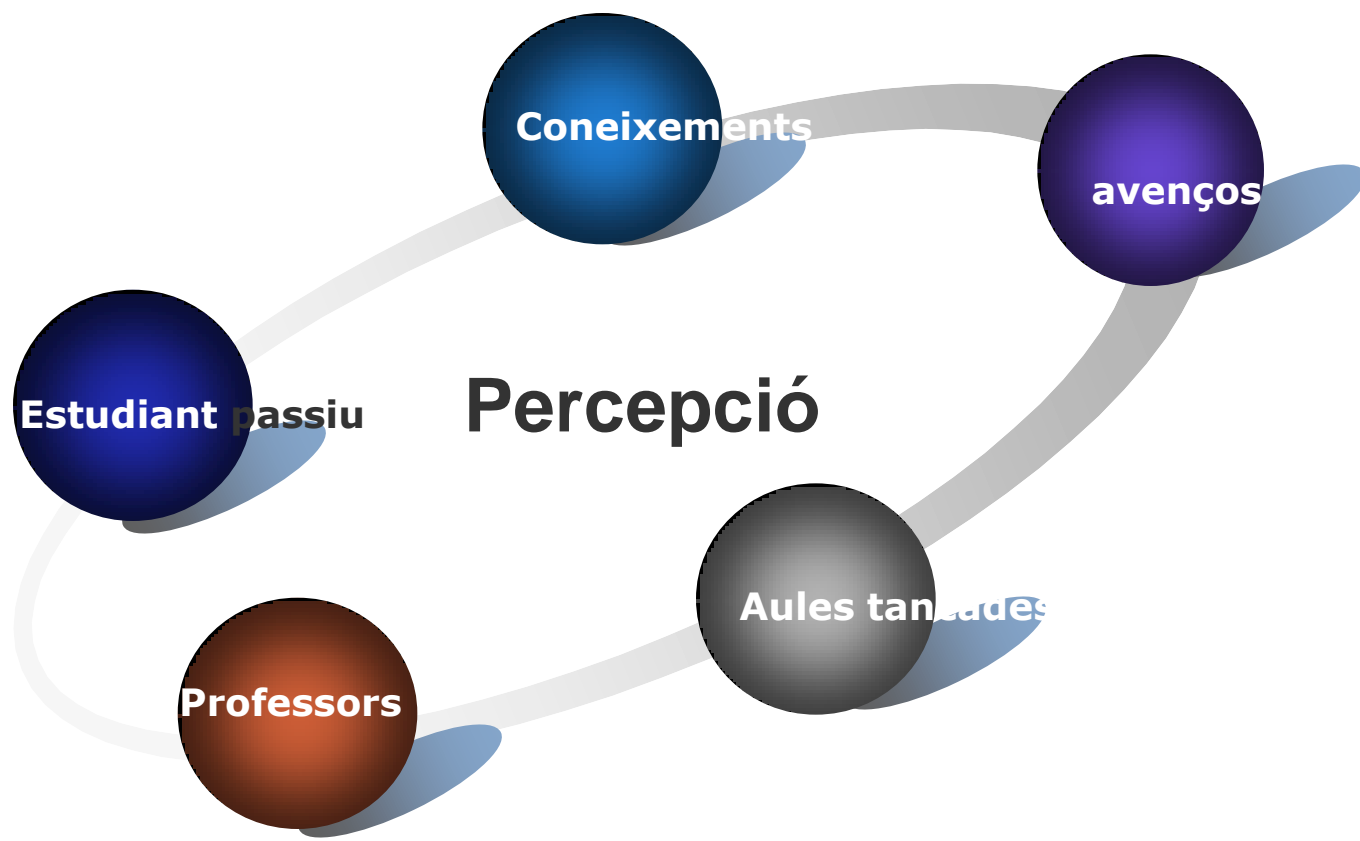 Coneixements
avenços
Estudiant passiu
Percepció
Aules tancades
Professors